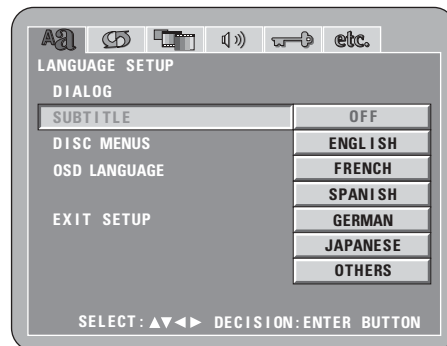 Aa etc.
LANGUAGE SETUP
DIALOG
SUBTITLE OFF
DISC MENUS ENGLISH
OSD LANGUAGE FRENCH
SPANISH
EXIT SETUP GERMAN
JAPANESE
OTHERS
SELECT:▲▼◄► DECISION:ENTER BUTTON